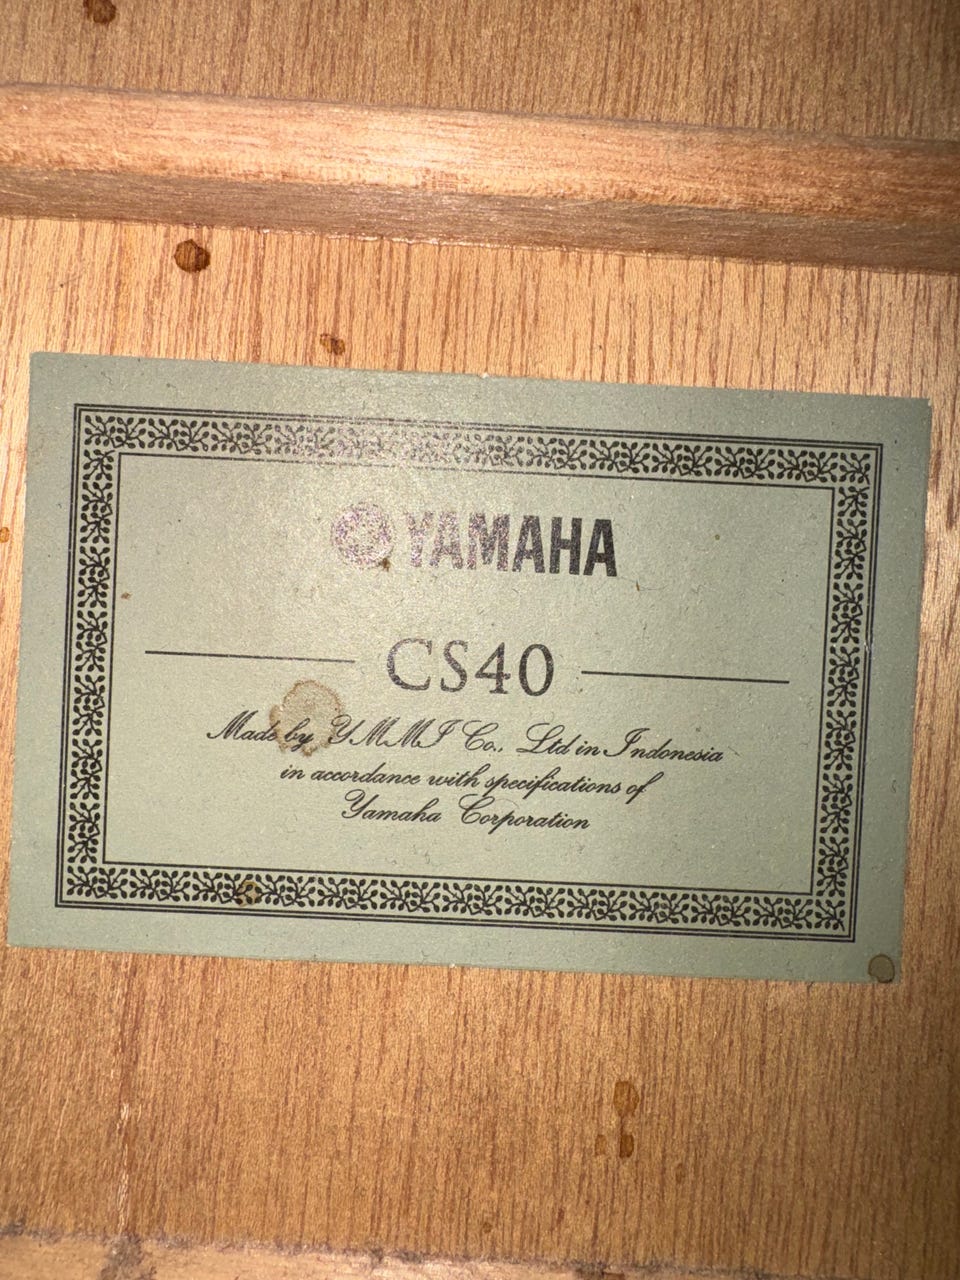 YAMAHA
CS40
Made by YMMI Co., Ltd in Indonesia
in accordance with specifications of
Yamaha Corporation